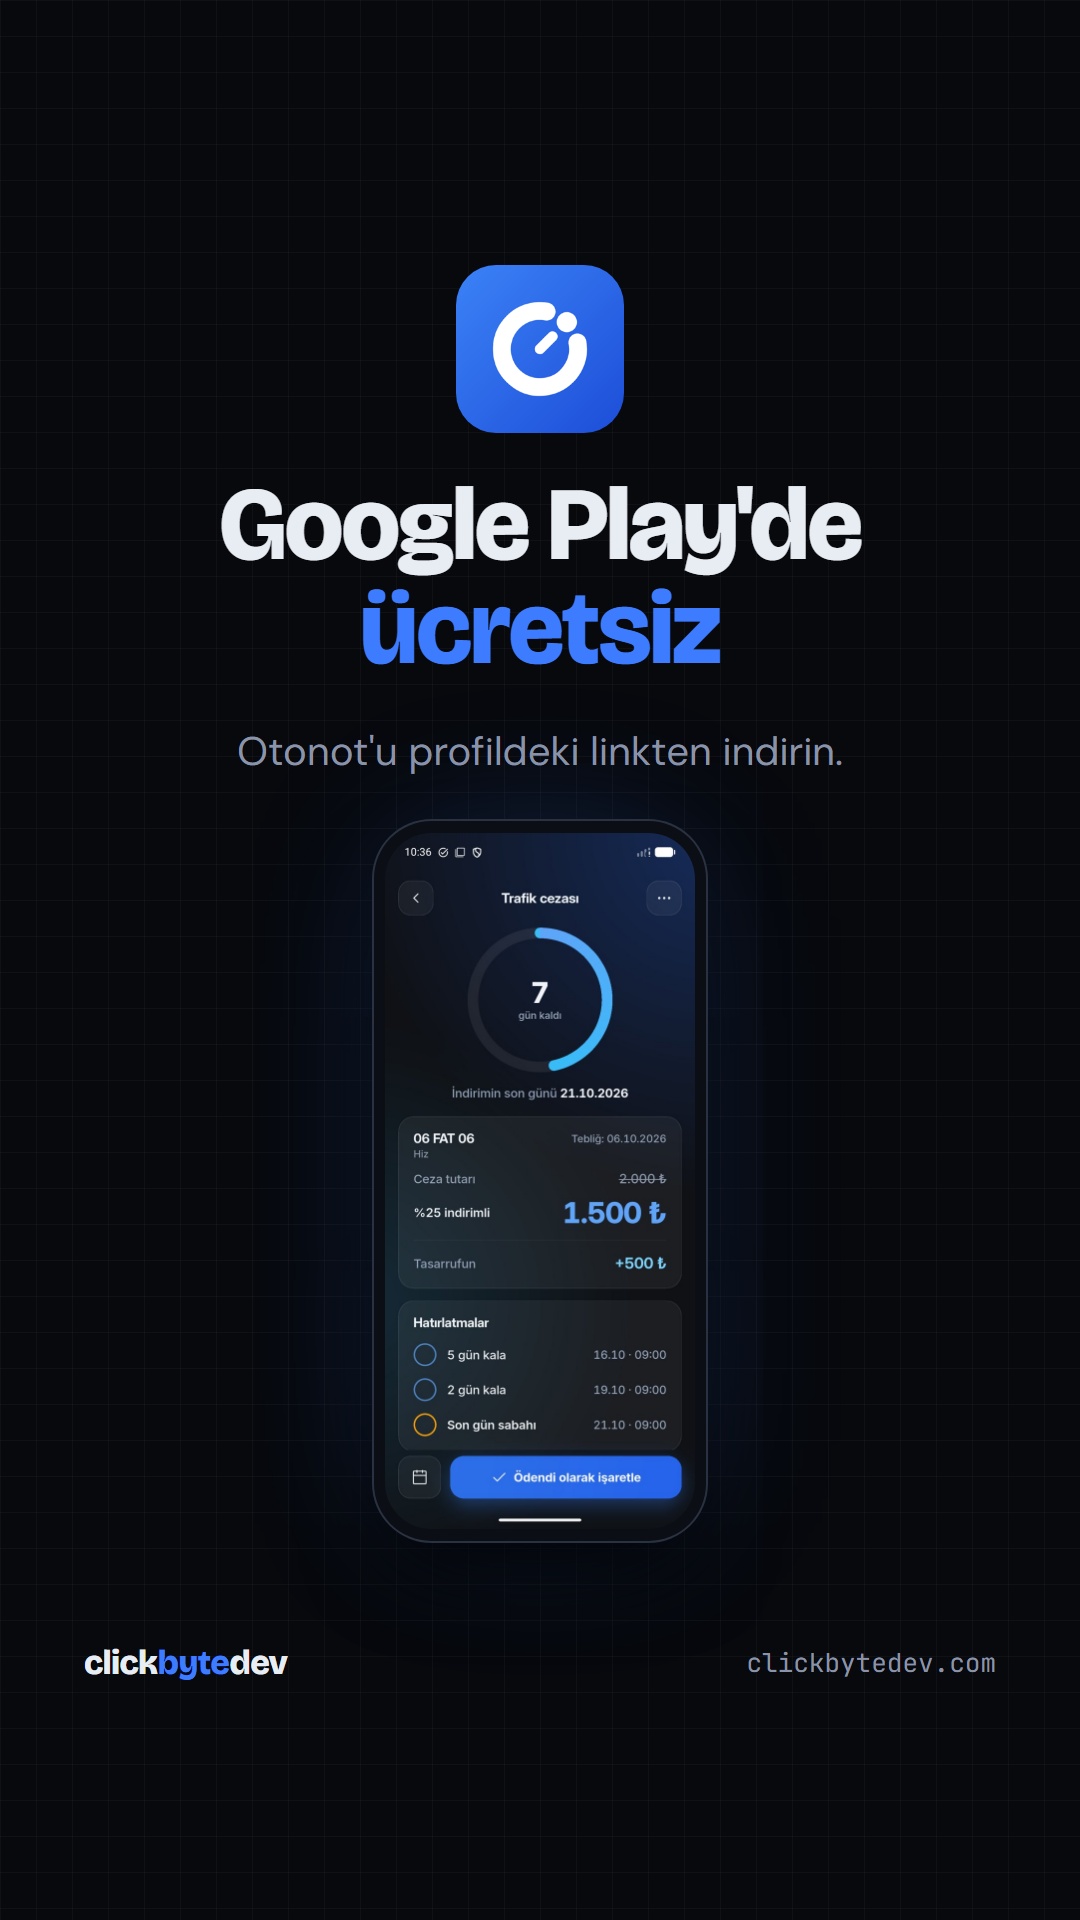 Google Play'de
ücretsiz
Otonot'u profildeki linkten indirin.
10:36
Trafik cezası
7
gün kaldı
İndirimin son günü 21.10.2026
06 FAT 06
Tebliğ: 06.10.2026
Hiz
Ceza tutarı 2.000 ₺
%25 indirimli 1.500 ₺
Tasarrufun +500 ₺
Hatırlatmalar
5 gün kala 16.10 · 09:00
2 gün kala 19.10 · 09:00
Son gün sabahı 21.10 · 09:00
Ödendi olarak işaretle
clickbytedev clickbytedev.com